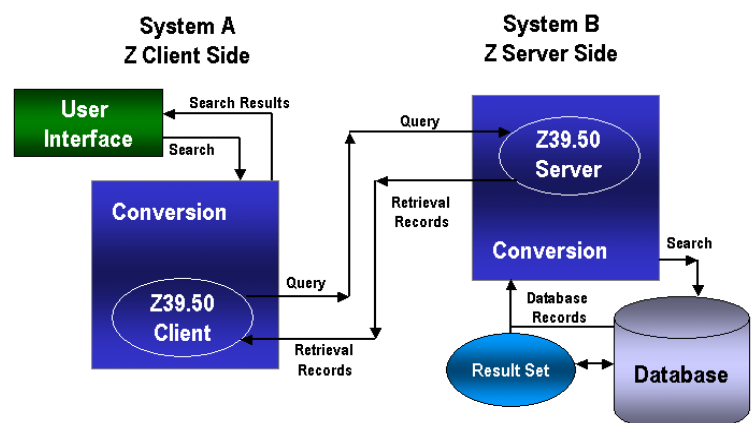 System A
Z Client Side
System B
Z Server Side
User
Interface
Search Results
Search
Conversion
Z39.50
Client
Query
Retrieval
Records
Query
Retrieval
Records
Z39.50
Server
Conversion
Search
Database
Records
Result Set
Database